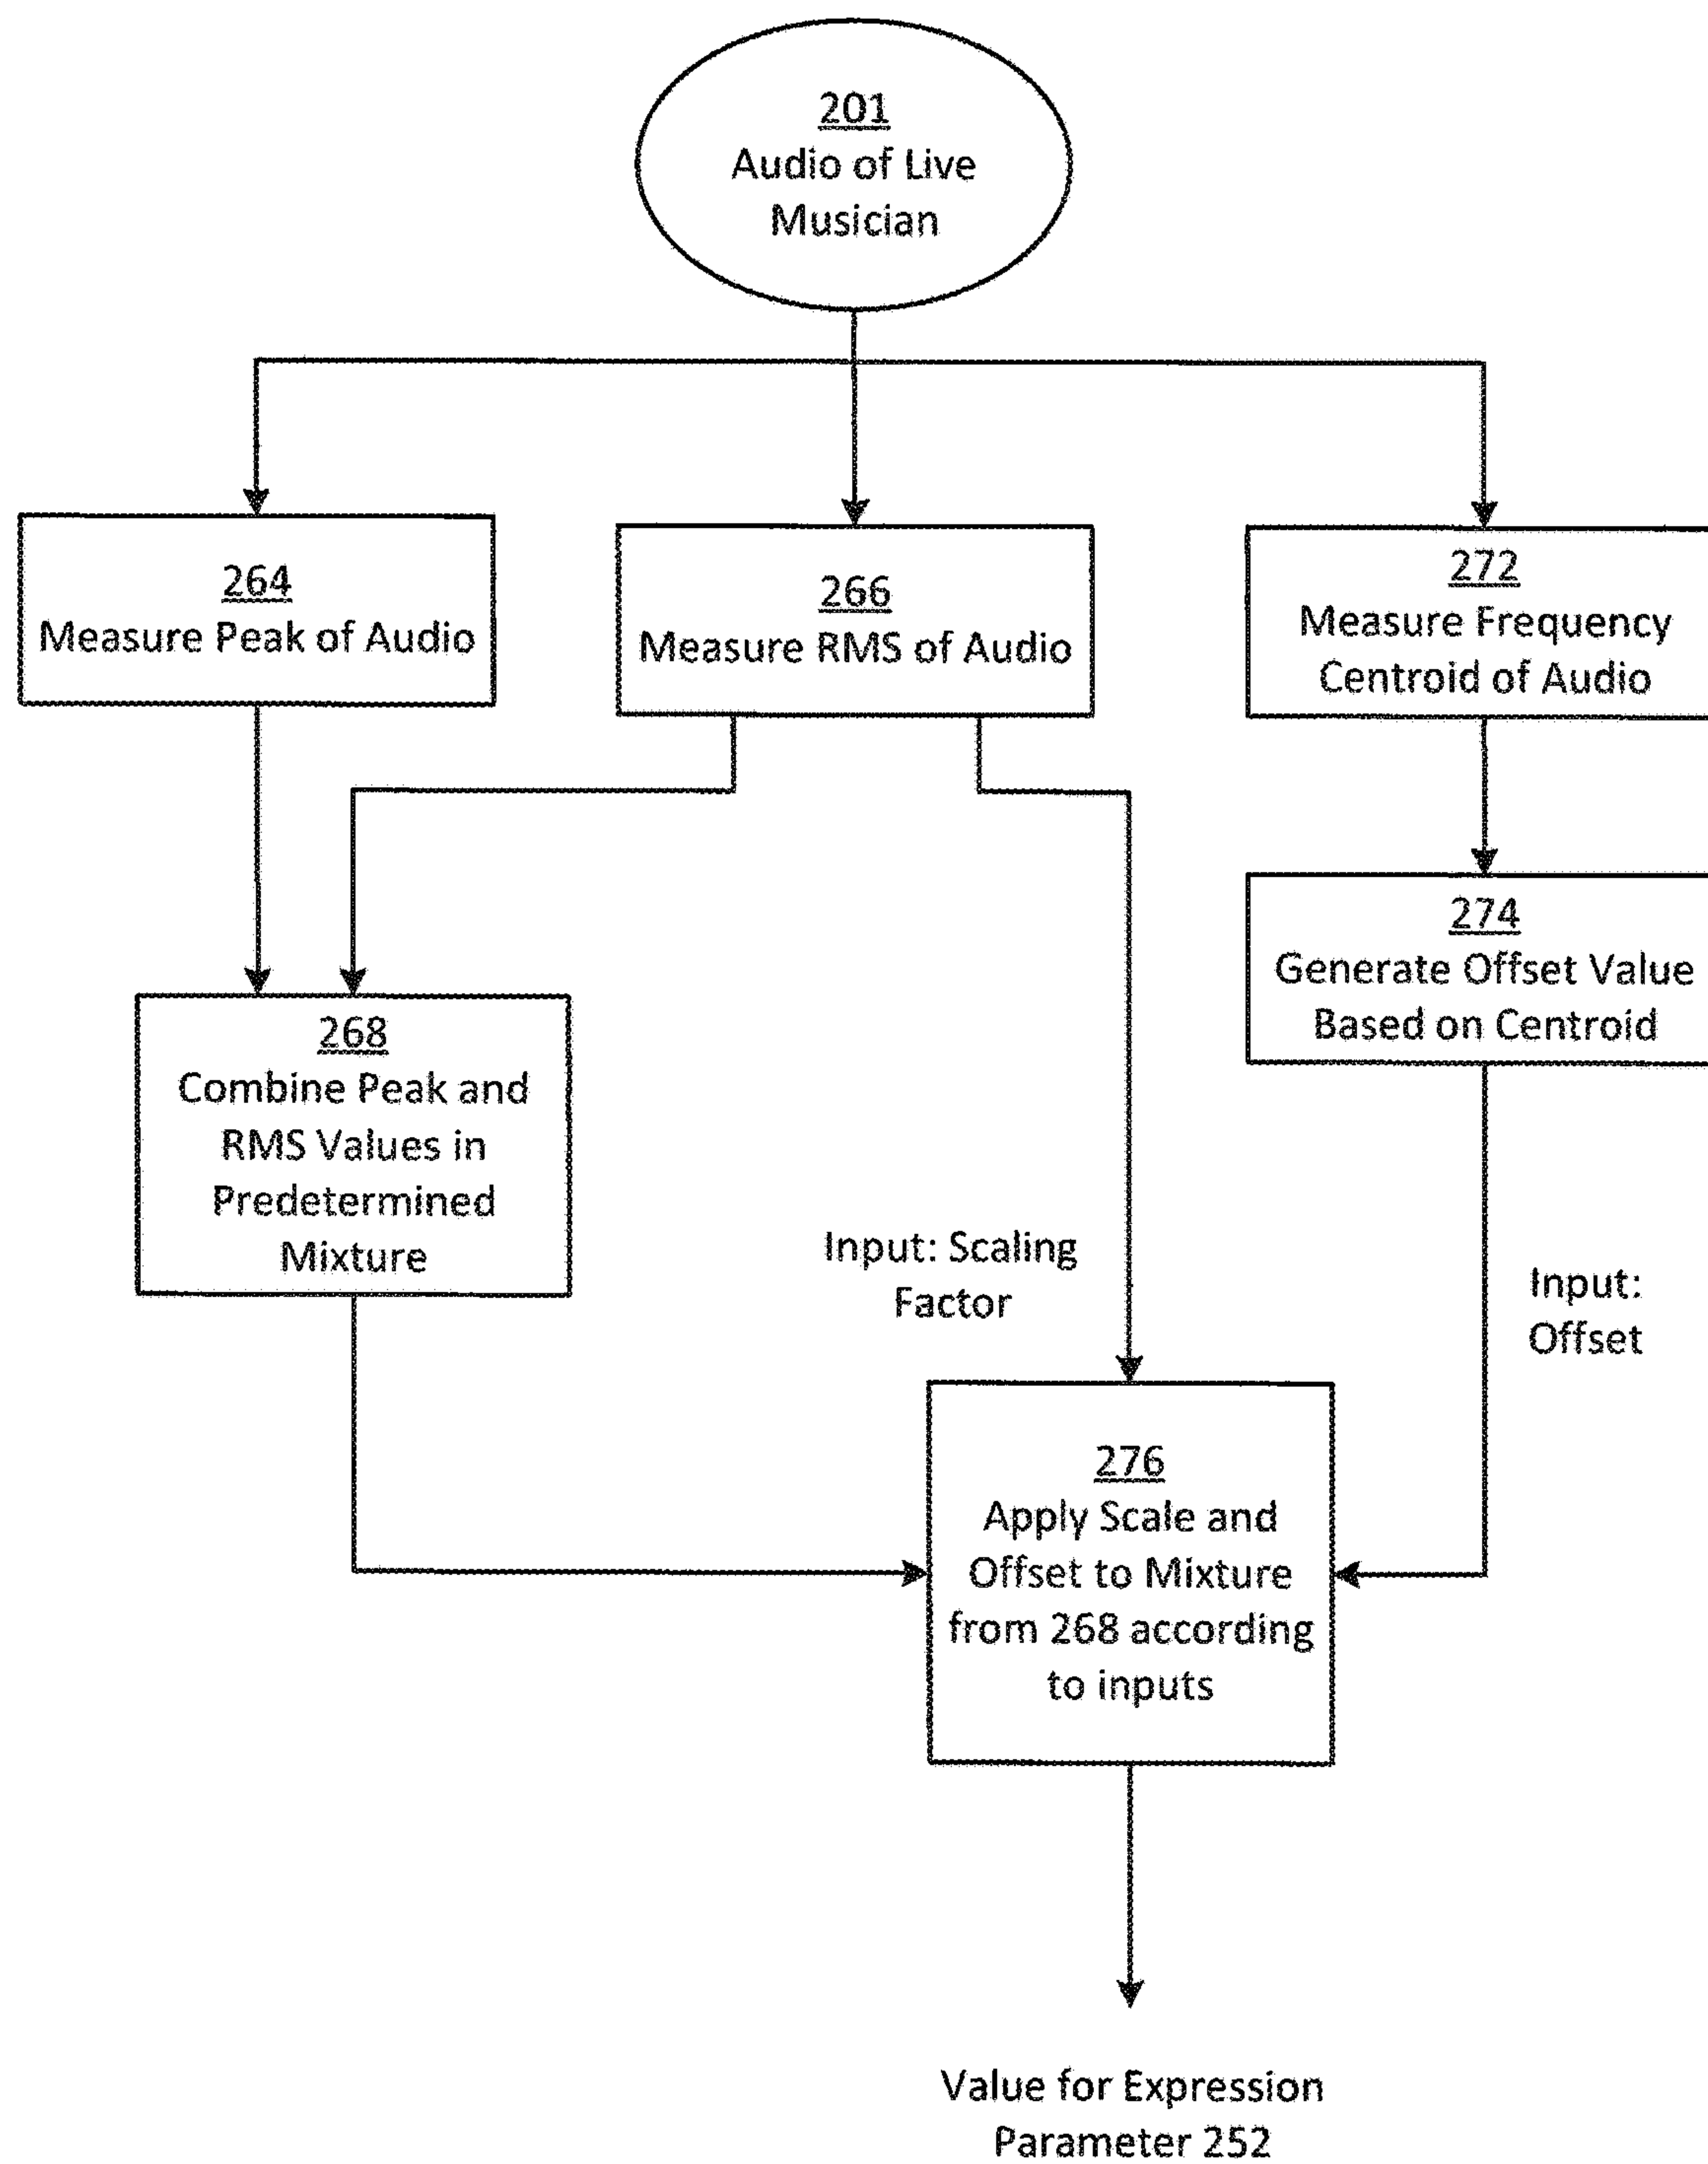 201
Audio of Live
Musician
264
Measure Peak of Audio
266
Measure RMS of Audio
272
Measure Frequency
Centroid of Audio
274
Generate Offset Value
Based on Centroid
268
Combine Peak and
RMS Values in
Predetermined
Mixture
Input: Scaling
Factor
Input:
Offset
276
Apply Scale and
Offset to Mixture
from 268 according
to inputs
Value for Expression
Parameter 252